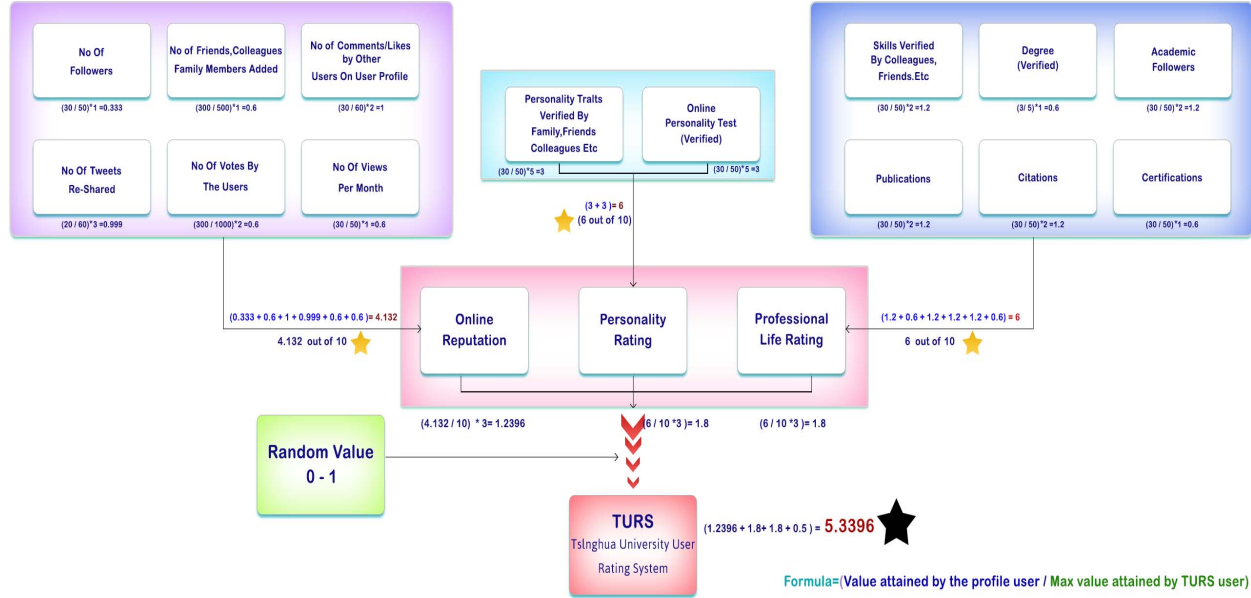 No Of
Followers
(30 / 50)*1 =0.333
No of Friends,Colleagues
Family Members Added
(300 / 500)*1 =0.6
No of Comments/Likes
by Other
Users On User Profile
(30 / 60)*2 =1
No Of Tweets
Re-Shared
(20 / 60)*3 =0.999
No Of Votes By
The Users
(300 / 1000)*2 =0.6
No Of Views
Per Month
(30 / 50)*1 =0.6
Personality Traits
Verified By
Family,Friends
Colleagues Etc
(30 / 50)*5 =3
Online
Personality Test
(Verified)
(30 / 50)*5 =3
Skills Verified
By Colleagues,
Friends.Etc
(30 / 50)*2 =1.2
Degree
(Verified)
(3/ 5)*1 =0.6
Academic
Followers
(30 / 50)*2 =1.2
Publications
(30 / 50)*2 =1.2
Citations
(30 / 50)*2 =1.2
Certifications
(30 / 50)*1 =0.6
(3 + 3 )= 6
(6 out of 10)
(0.333 + 0.6 + 1 + 0.999 + 0.6 + 0.6 )= 4.132
4.132 out of 10
(1.2 + 0.6 + 1.2 + 1.2 + 1.2 + 0.6) = 6
6 out of 10
Online
Reputation
Personality
Rating
Professional
Life Rating
(4.132 / 10) * 3= 1.2396
(6 / 10 *3 )= 1.8
(6 / 10 *3 )= 1.8
Random Value
0 - 1
TURS
TsInghua University User
Rating System
(1.2396 + 1.8+ 1.8 + 0.5 ) = 5.3396
Formula=(Value attained by the profile user / Max value attained by TURS user)